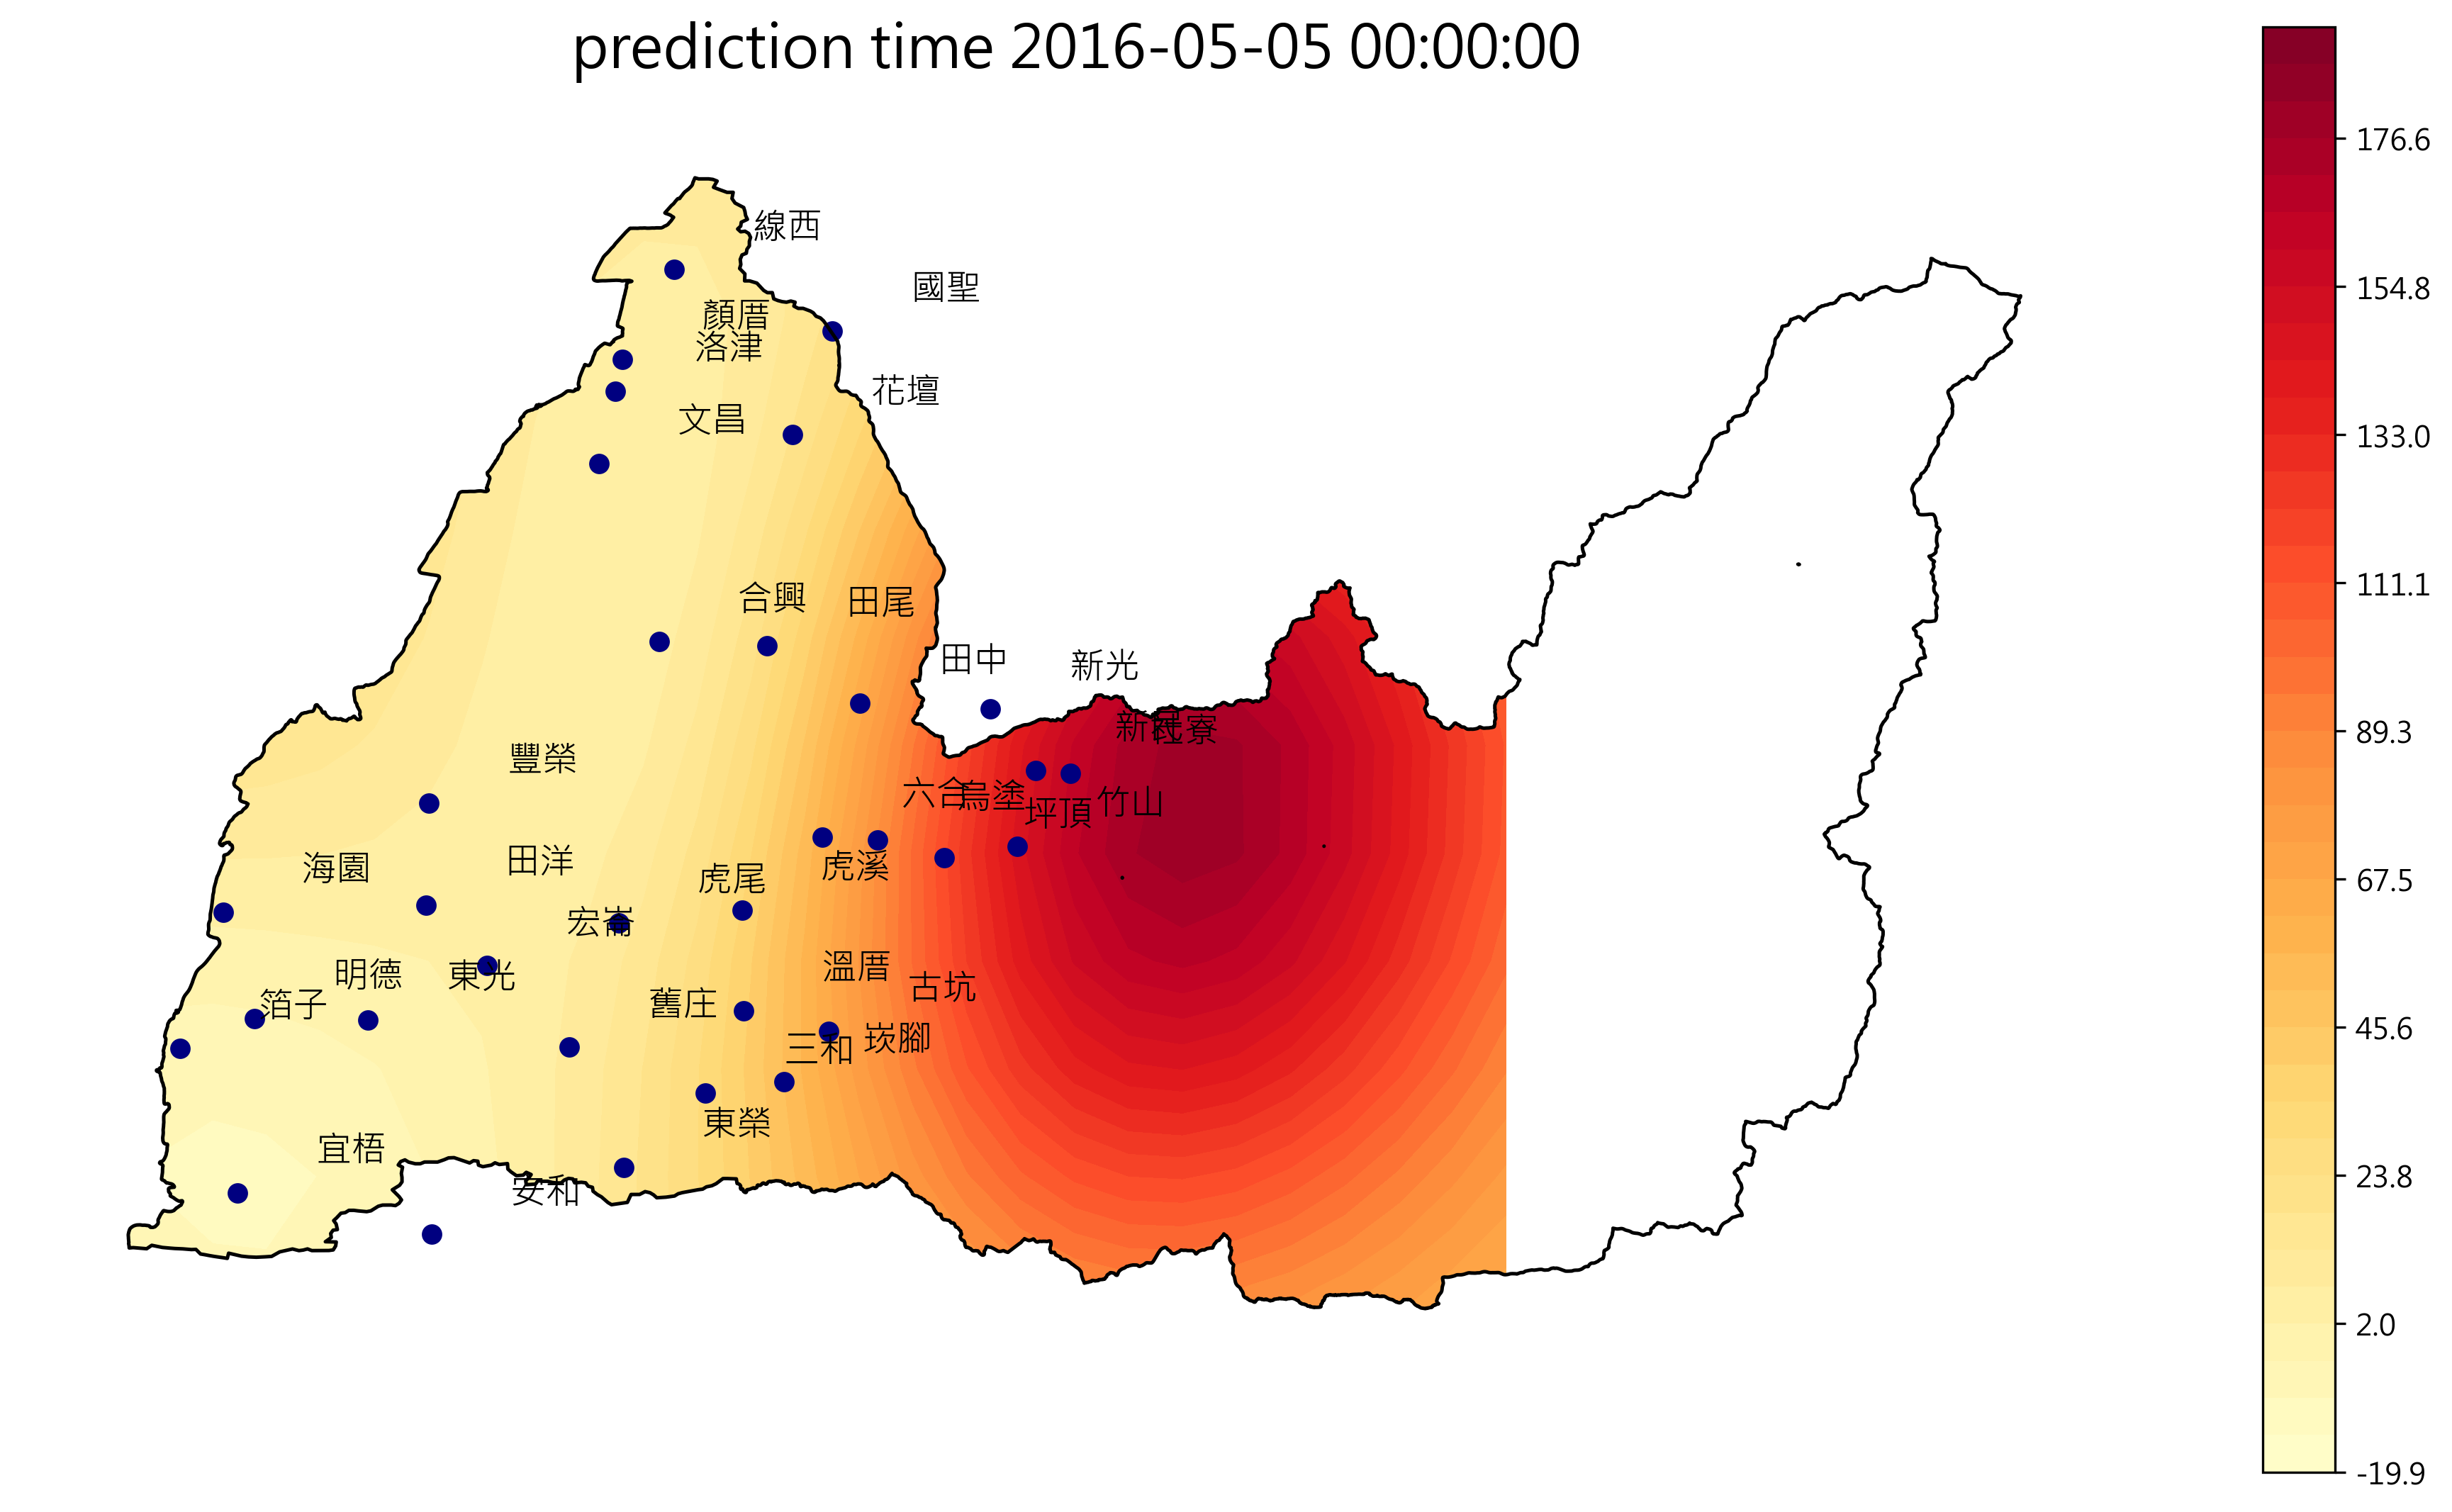 prediction time 2016-05-05 00:00:00
線西
國聖
顏厝
洛津
花壇
文昌
合興
田尾
田中
新光
新民
社寮
豐榮
六合
烏塗
坪頂
竹山
海園
田洋
虎尾
虎溪
宏崙
明德
東光
溫厝
古坑
箔子
舊庄
三和
崁腳
東榮
宜梧
安和
176.6
154.8
133.0
111.1
89.3
67.5
45.6
23.8
2.0
-19.9